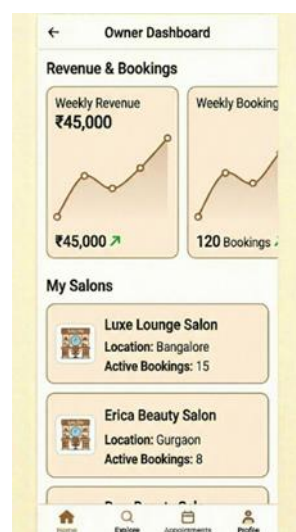 Owner Dashboard
Revenue & Bookings
Weekly Revenue
₹45,000
₹45,000
Weekly Booking
120 Bookings
My Salons
Luxe Lounge Salon
Location: Bangalore
Active Bookings: 15
Erica Beauty Salon
Location: Gurgaon
Active Bookings: 8
Home
Explore
Appointments
Profile